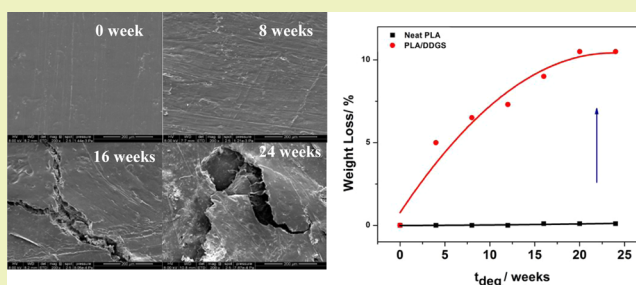 0 week
8 weeks
16 weeks
24 weeks
Neat PLA
PLA/DDGS
Weight Loss/ %
10
5
0
0 5 10 15 20 25
tdeg/ weeks